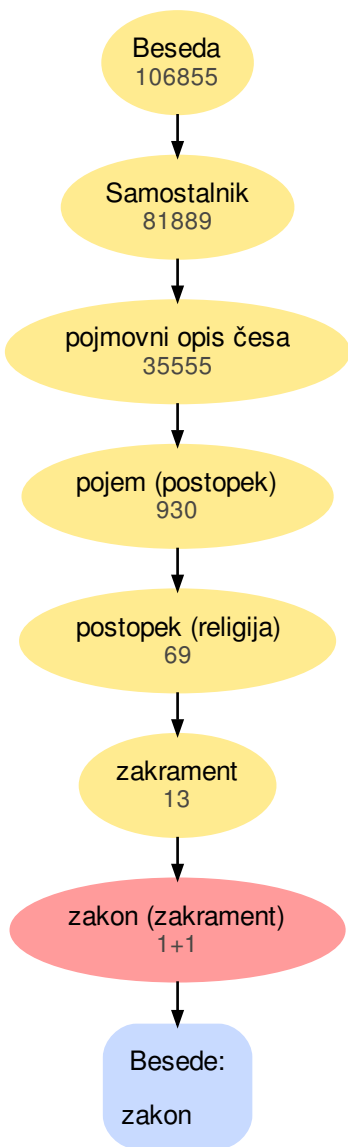 Beseda
106855
Samostalnik
81889
pojmovni opis česa
35555
pojem (postopek)
930
postopek (religija)
69
zakrament
13
zakon (zakrament)
1+1
Besede:
zakon